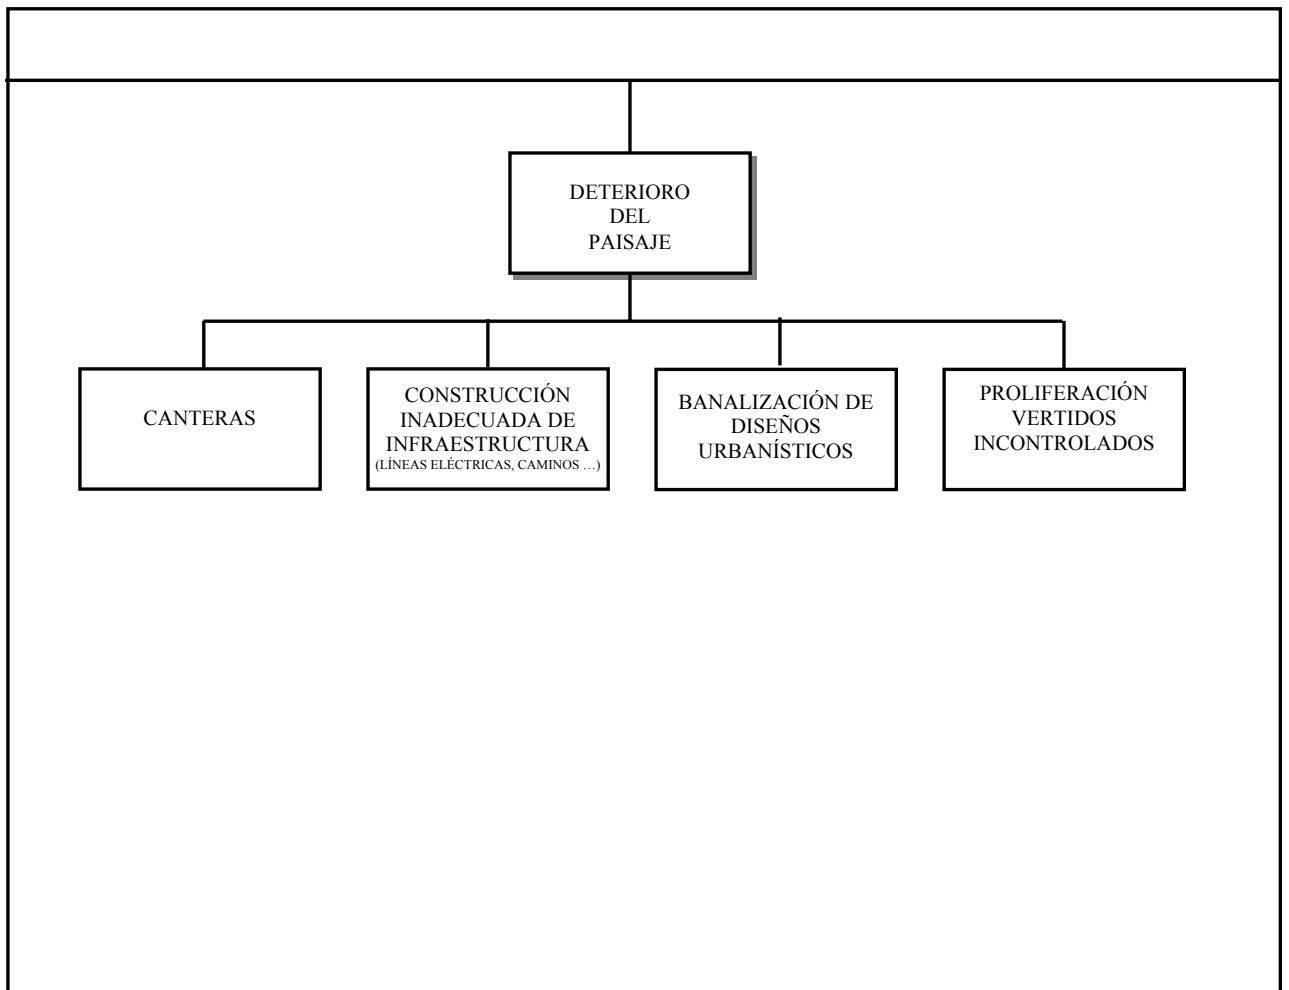 DETERIORO
DEL
PAISAJE
CANTERAS
CONSTRUCCIÓN
INADECUADA DE
INFRAESTRUCTURA
(LÍNEAS ELÉCTRICAS, CAMINOS …)
BANALIZACIÓN DE
DISEÑOS
URBANÍSTICOS
PROLIFERACIÓN
VERTIDOS
INCONTROLADOS